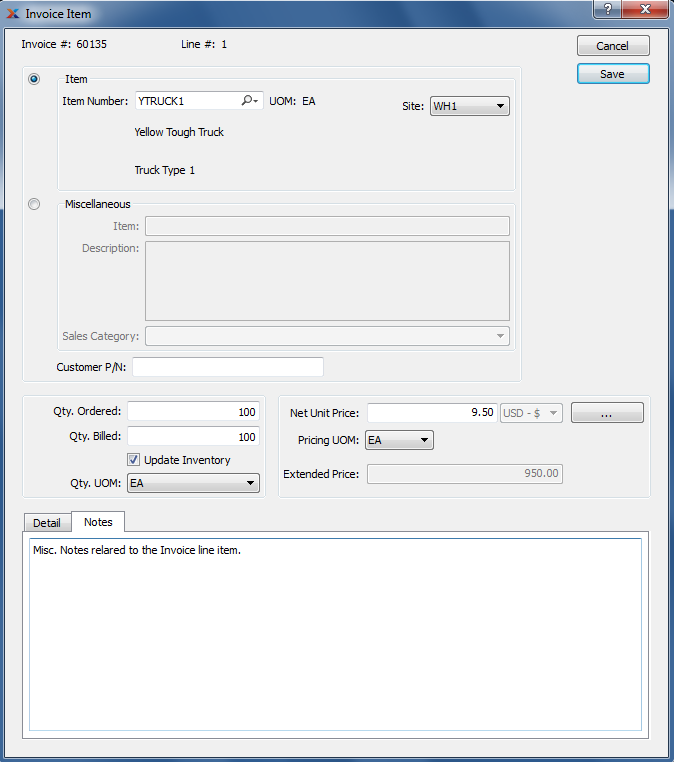 Invoice Item
?
X
Invoice #: 60135 Line #: 1
Cancel
Save
Item
Item Number: YTRUCK1 UOM: EA Site: WH1
Yellow Tough Truck
Truck Type 1
Miscellaneous
Item:
Description:
Sales Category:
Customer P/N:
Qty. Ordered: 100
Qty. Billed: 100
Update Inventory
Qty. UOM: EA
Net Unit Price: 9.50 USD - $ ...
Pricing UOM: EA
Extended Price: 950.00
Detail Notes
Misc. Notes relared to the Invoice line item.